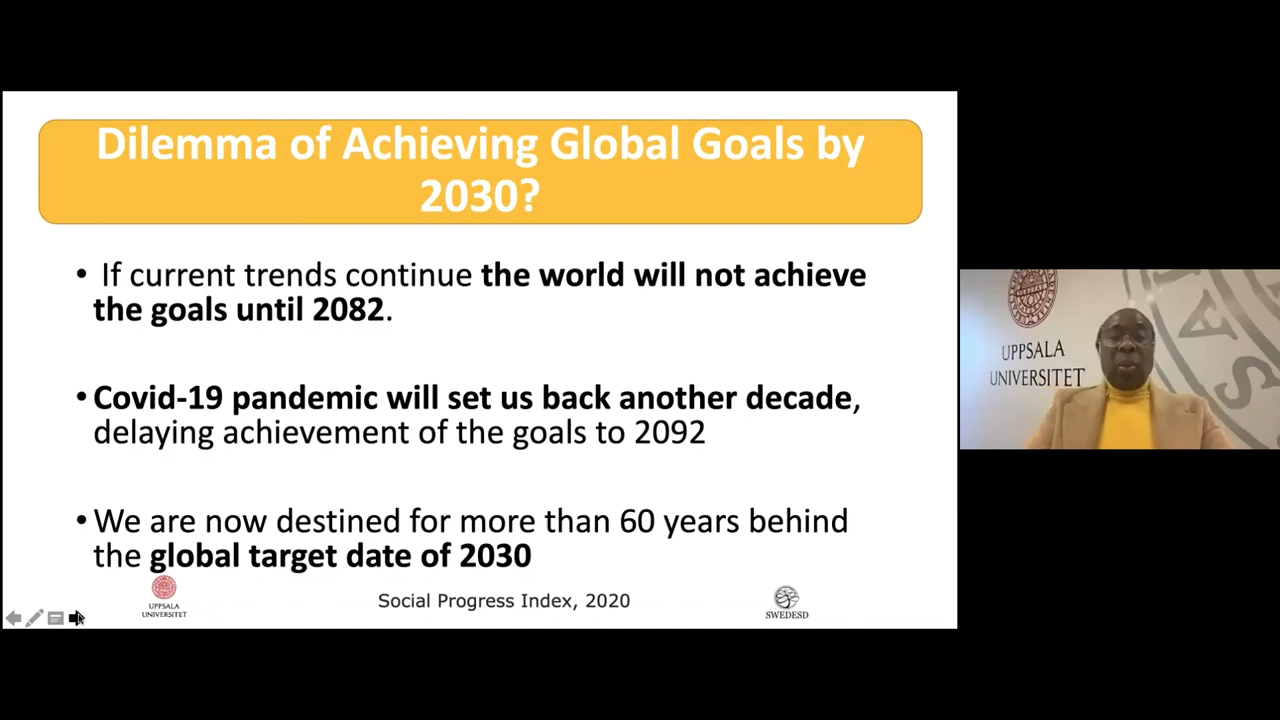 Dilemma of Achieving Global Goals by
2030?
• If current trends continue the world will not achieve
the goals until 2082.
• Covid-19 pandemic will set us back another decade,
delaying achievement of the goals to 2092
• We are now destined for more than 60 years behind
the global target date of 2030
UPPSALA
UNIVERSITET
Social Progress Index, 2020
SWEDESD
UPPSALA
UNIVERSITET